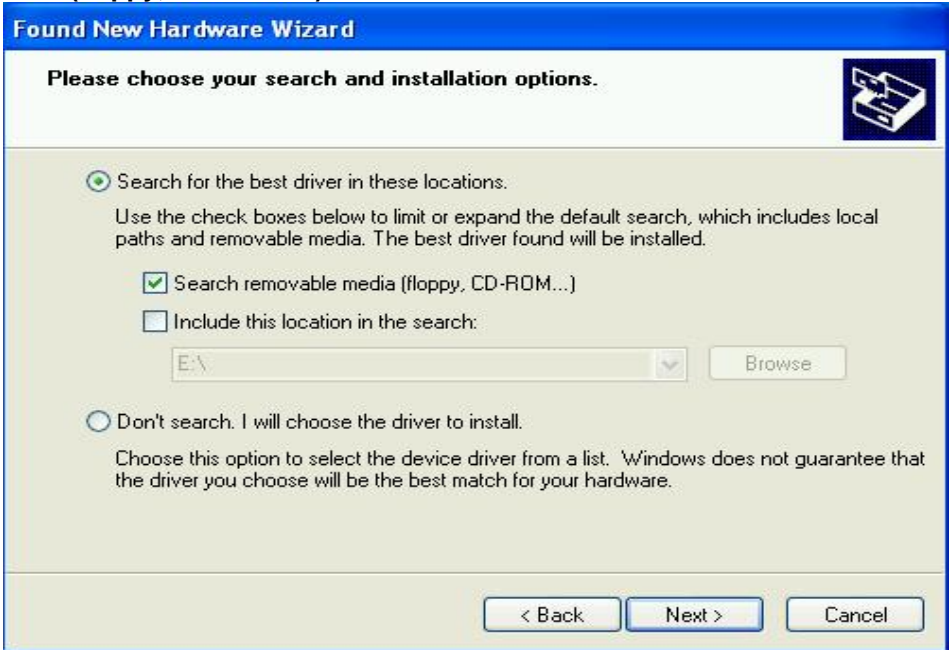 Found New Hardware Wizard
Please choose your search and installation options.
Search for the best driver in these locations.
Use the check boxes below to limit or expand the default search, which includes local
paths and removable media. The best driver found will be installed.
Search removable media (floppy, CD-ROM...)
Include this location in the search:
E:\
Browse
Don't search. I will choose the driver to install.
Choose this option to select the device driver from a list. Windows does not guarantee that
the driver you choose will be the best match for your hardware.
< Back
Next >
Cancel